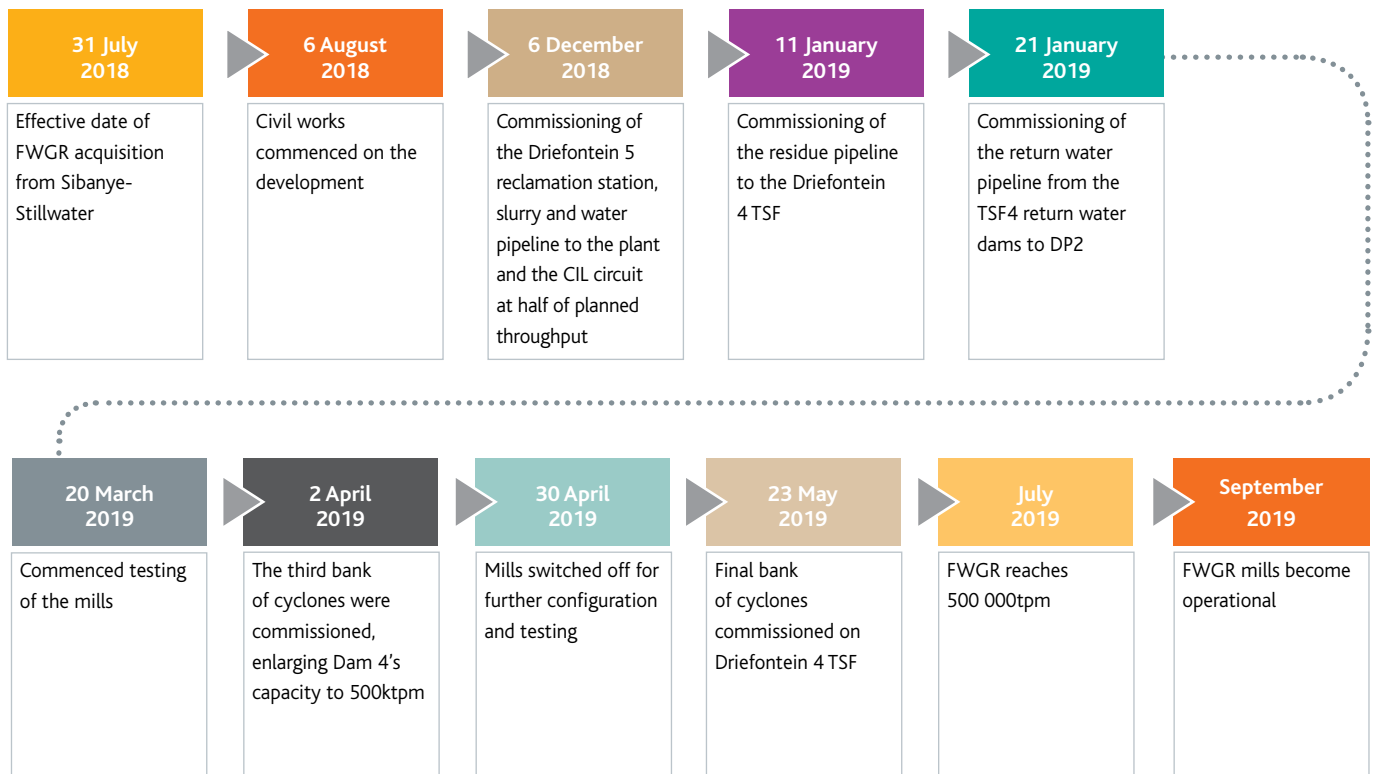 31 July
2018
Effective date of
FWGR acquisition
from Sibanye-
Stillwater
6 August
2018
Civil works
commenced on the
development
6 December
2018
Commissioning of
the Driefontein 5
reclamation station,
slurry and water
pipeline to the plant
and the CIL circuit
at half of planned
throughput
11 January
2019
Commissioning of
the residue pipeline
to the Driefontein
4 TSF
21 January
2019
Commissioning of
the return water
pipeline from the
TSF4 return water
dams to DP2
20 March
2019
Commenced testing
of the mills
2 April
2019
The third bank
of cyclones were
commissioned,
enlarging Dam 4's
capacity to 500ktpm
30 April
2019
Mills switched off for
further configuration
and testing
23 May
2019
Final bank
of cyclones
commissioned on
Driefontein 4 TSF
July
2019
FWGR reaches
500 000tpm
September
2019
FWGR mills become
operational